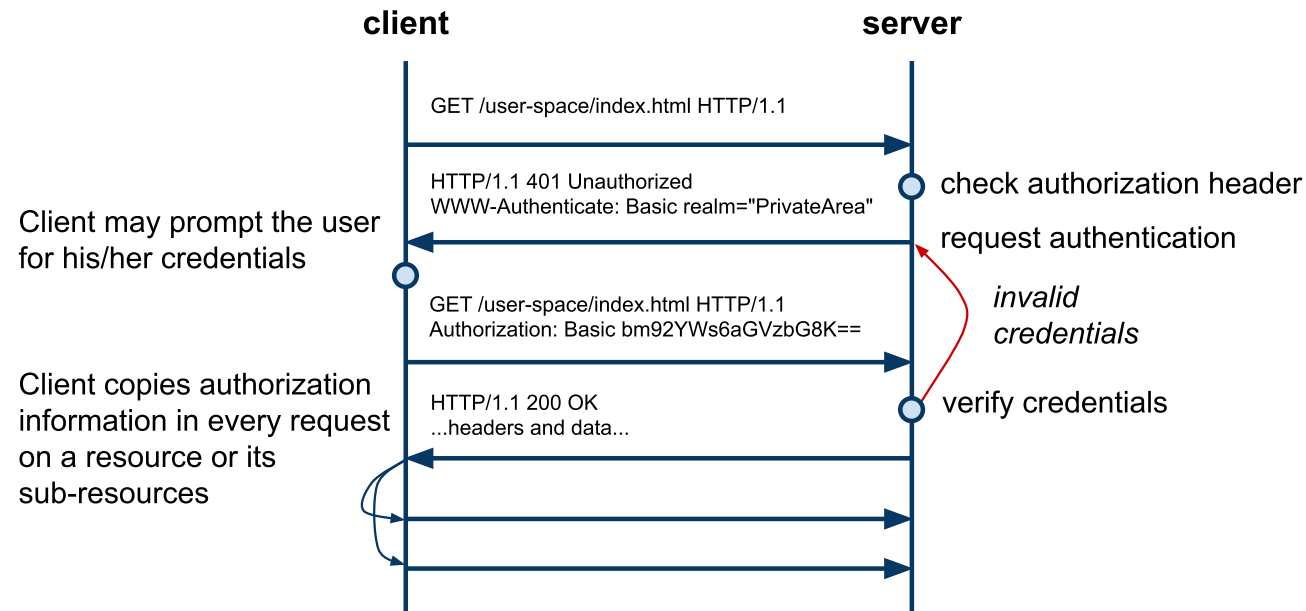 client
server
GET /user-space/index.html HTTP/1.1
HTTP/1.1 401 Unauthorized
WWW-Authenticate: Basic realm="PrivateArea"
check authorization header
request authentication
Client may prompt the user
for his/her credentials
GET /user-space/index.html HTTP/1.1
Authorization: Basic bm92YWs6aGVzbG8K==
invalid
credentials
verify credentials
HTTP/1.1 200 OK
...headers and data...
Client copies authorization
information in every request
on a resource or its
sub-resources